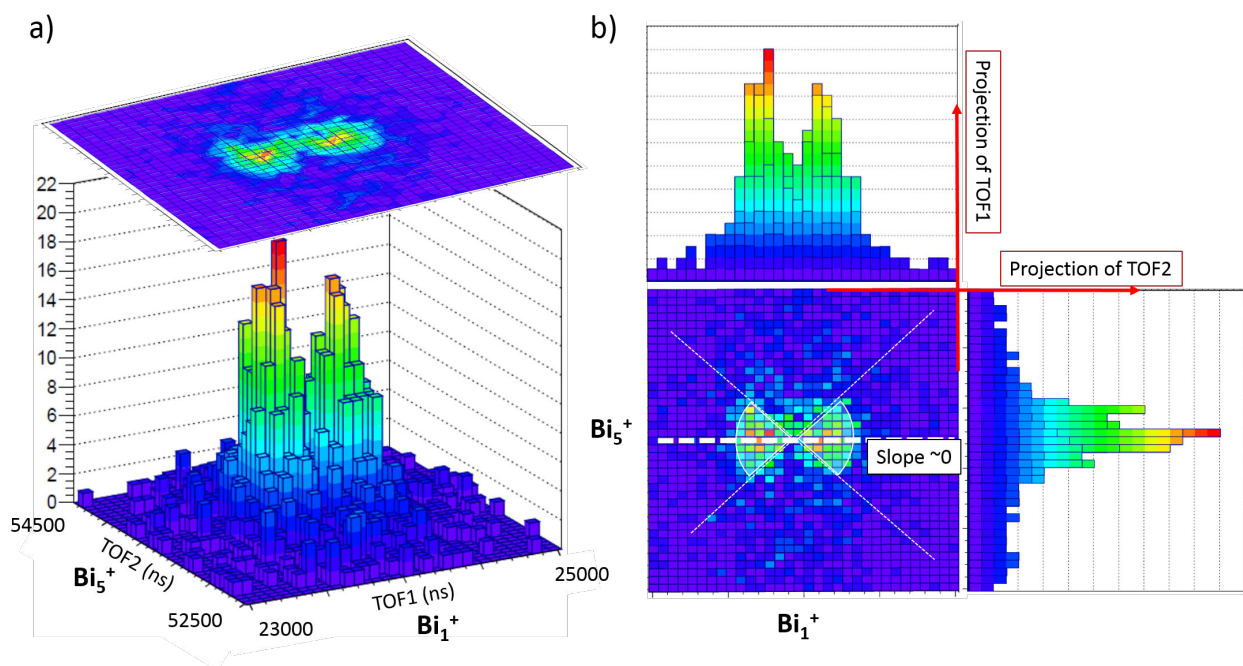 a)
22
20
18
16
14
12
10
8
6
4
2
0
54500
TOF2 (ns)
Bi₅⁺
52500
23000
TOF1 (ns)
Bi₁⁺
25000
b)
Projection of TOF1
Projection of TOF2
Bi₅⁺
Slope ~0
Bi₁⁺